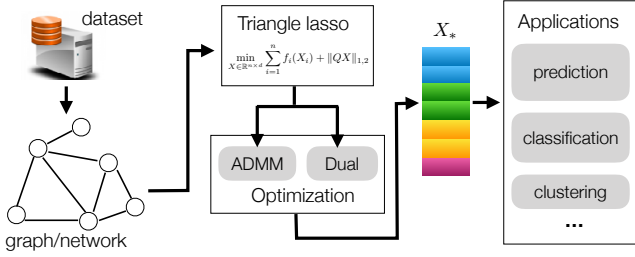 dataset
graph/network
Triangle lasso
min X∈ℝ^{n×d} ∑_{i=1}^{n} f_i(X_i) + ‖QX‖_{1,2}
ADMM
Dual
Optimization
X_*
Applications
prediction
classification
clustering
...